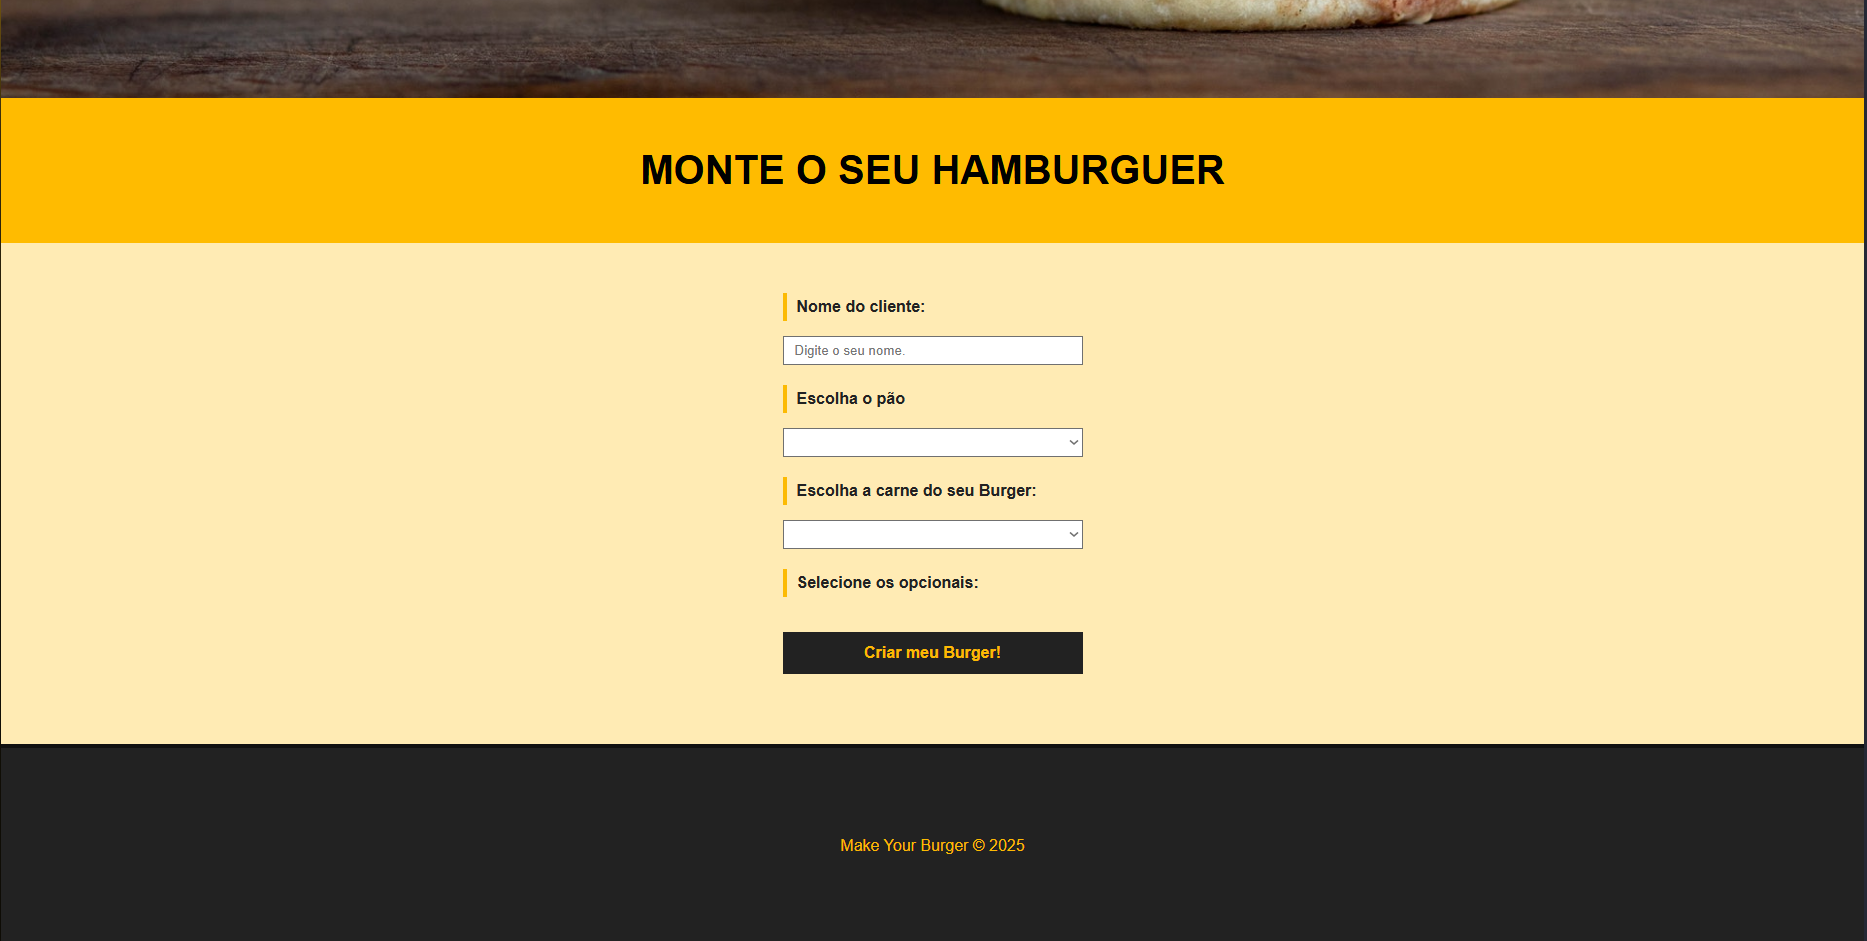 MONTE O SEU HAMBURGUER
Nome do cliente:
Digite o seu nome.
Escolha o pão
Escolha a carne do seu Burger:
Selecione os opcionais:
Criar meu Burger!
Make Your Burger © 2025